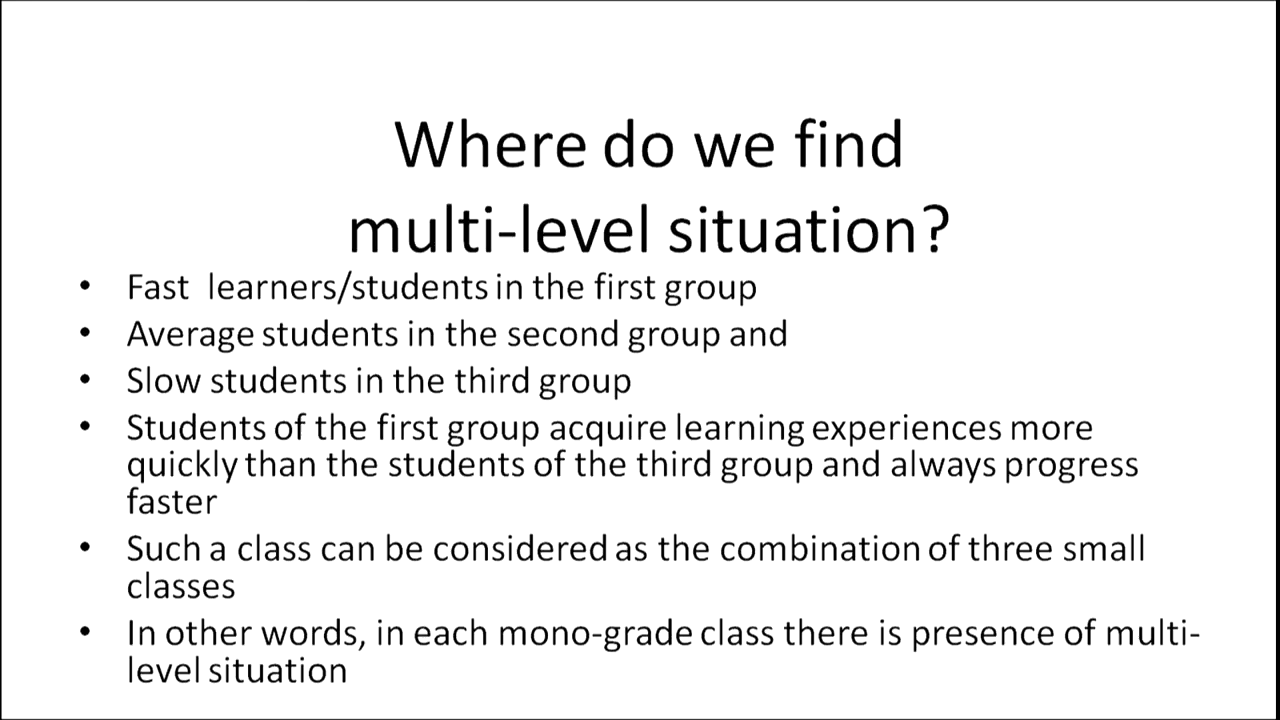 Where do we find
multi-level situation?
• Fast learners/students in the first group
• Average students in the second group and
• Slow students in the third group
• Students of the first group acquire learning experiences more
quickly than the students of the third group and always progress
faster
• Such a class can be considered as the combination of three small
classes
• In other words, in each mono-grade class there is presence of multi-
level situation